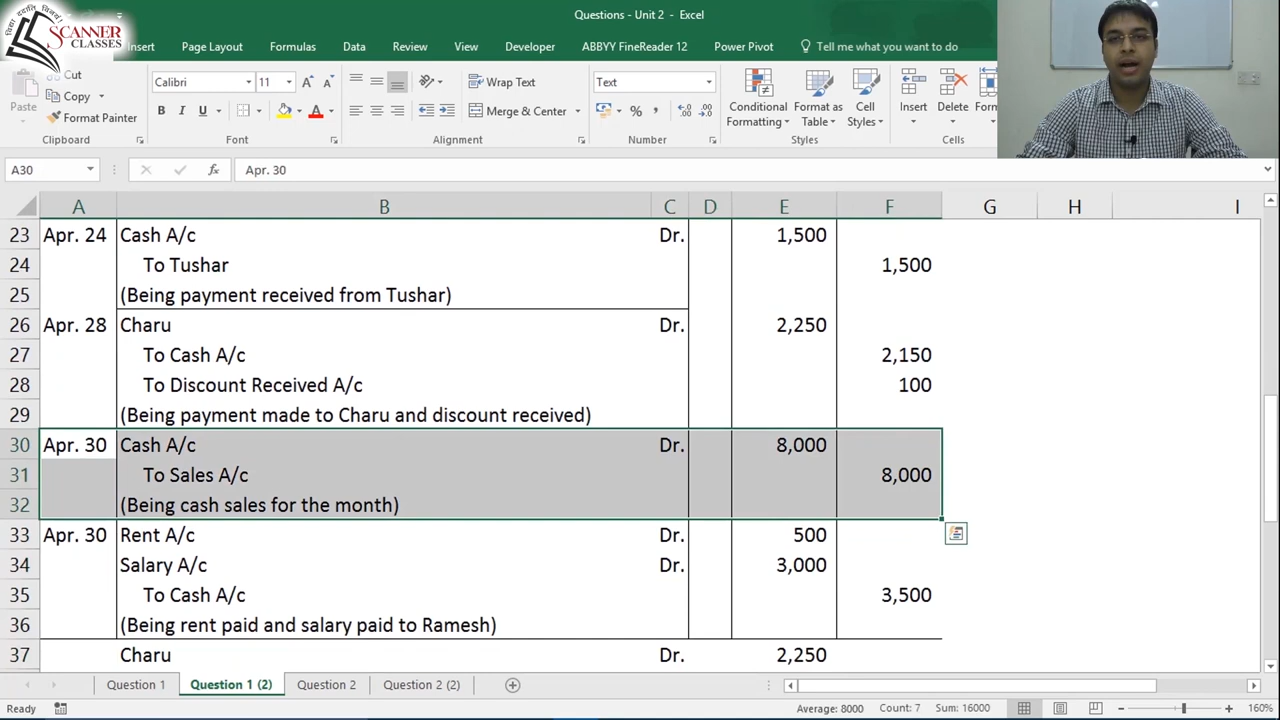 विद्या ददाति विनयं
SCANNER
CLASSES
Questions - Unit 2 - Excel
Insert Page Layout Formulas Data Review View Developer ABBYY FineReader 12 Power Pivot Tell me what you want to do
Paste
Cut
Copy
Format Painter
Clipboard
Calibri 11
B I U
Font
Wrap Text
Merge & Center
Alignment
Text
Number
Conditional Formatting
Format as Table
Cell Styles
Styles
Insert Delete Form
Cells
A30 fx Apr. 30
A B C D E F G H I
23 Apr. 24 Cash A/c Dr. 1,500
24 To Tushar 1,500
25 (Being payment received from Tushar)
26 Apr. 28 Charu Dr. 2,250
27 To Cash A/c 2,150
28 To Discount Received A/c 100
29 (Being payment made to Charu and discount received)
30 Apr. 30 Cash A/c Dr. 8,000
31 To Sales A/c 8,000
32 (Being cash sales for the month)
33 Apr. 30 Rent A/c Dr. 500
34 Salary A/c Dr. 3,000
35 To Cash A/c 3,500
36 (Being rent paid and salary paid to Ramesh)
37 Charu Dr. 2,250
Question 1 Question 1 (2) Question 2 Question 2 (2)
Ready Average: 8000 Count: 7 Sum: 16000 160%